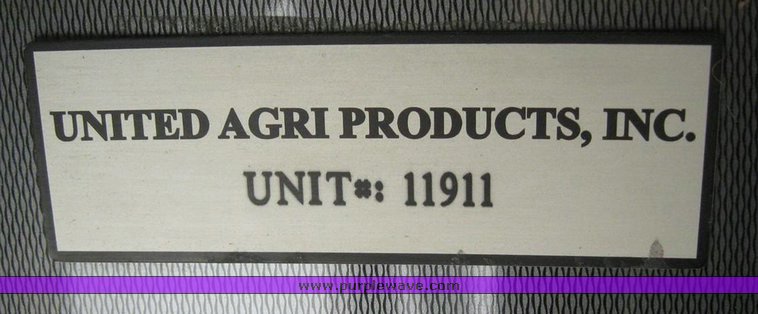 UNITED AGRI PRODUCTS, INC.
UNIT#: 11911
www.purplewave.com